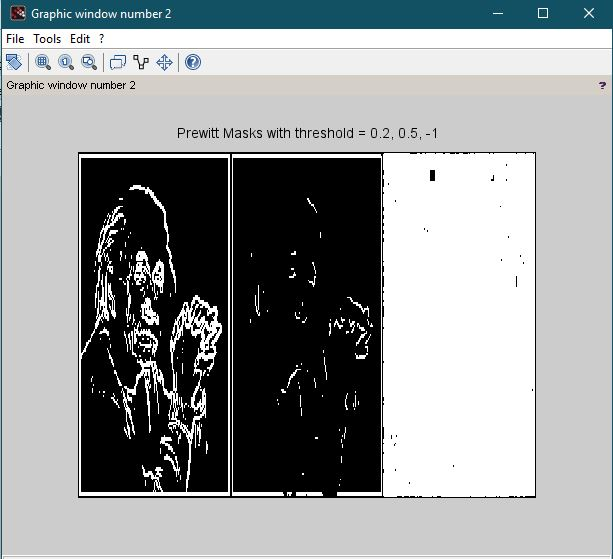 Graphic window number 2
File Tools Edit ?
Graphic window number 2 ?
Prewitt Masks with threshold = 0.2, 0.5, -1